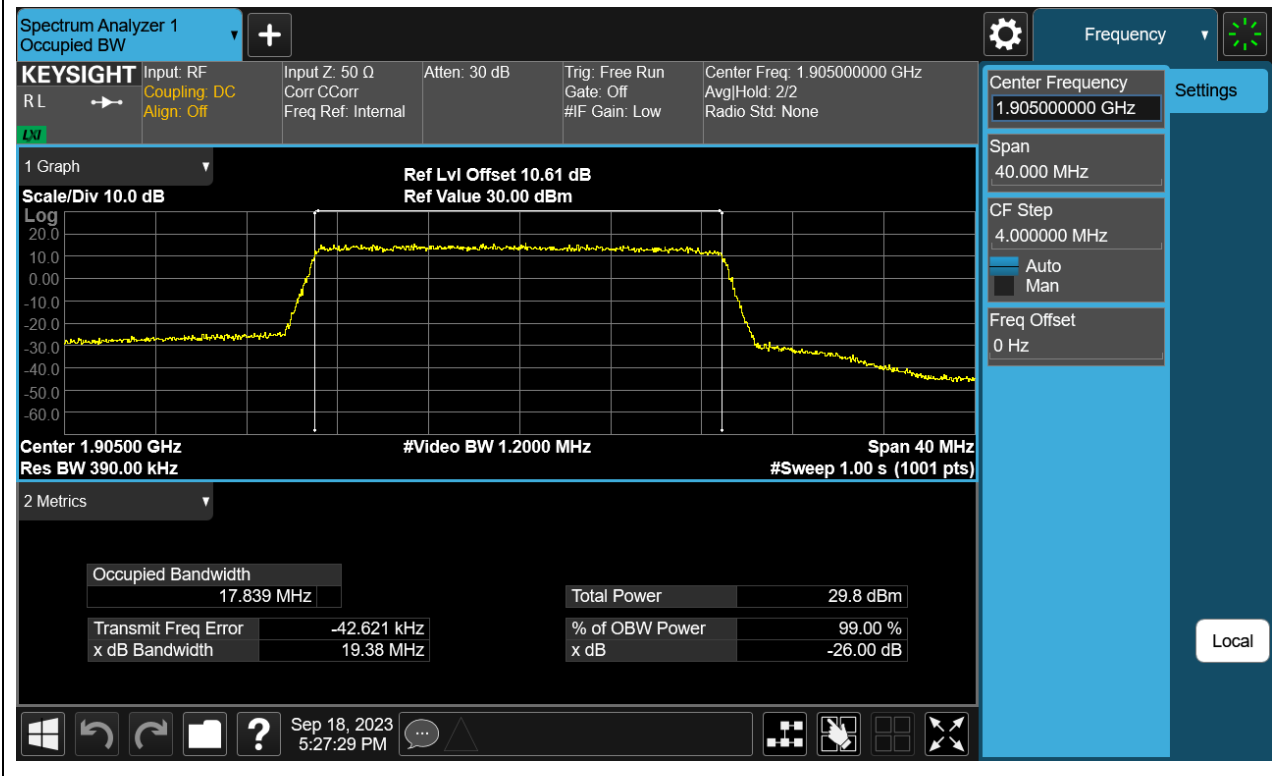 Spectrum Analyzer 1
Occupied BW
+
Frequency
KEYSIGHT
R L
LXI
Input: RF
Coupling: DC
Align: Off
Input Z: 50 Ω
Corr CCorr
Freq Ref: Internal
Atten: 30 dB
Trig: Free Run
Gate: Off
#IF Gain: Low
Center Freq: 1.905000000 GHz
Avg|Hold: 2/2
Radio Std: None
Center Frequency
1.905000000 GHz
Settings
Span
40.000 MHz
CF Step
4.000000 MHz
Auto
Man
Freq Offset
0 Hz
Local
1 Graph
Scale/Div 10.0 dB
Ref Lvl Offset 10.61 dB
Ref Value 30.00 dBm
Log
20.0
10.0
0.00
-10.0
-20.0
-30.0
-40.0
-50.0
-60.0
Center 1.90500 GHz
#Video BW 1.2000 MHz
Span 40 MHz
Res BW 390.00 kHz
#Sweep 1.00 s (1001 pts)
2 Metrics
Occupied Bandwidth
17.839 MHz
Total Power 29.8 dBm
Transmit Freq Error -42.621 kHz
% of OBW Power 99.00 %
x dB Bandwidth 19.38 MHz
x dB -26.00 dB
?
Sep 18, 2023
5:27:29 PM